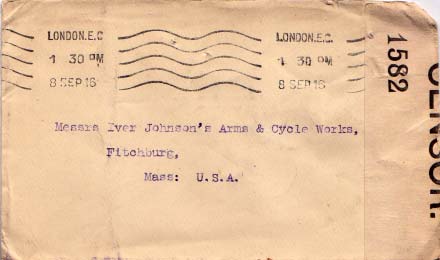 LONDON.E.C
1 30 PM
8 SEP 16
LONDON.E.C.
1 30 PM
8 SEP 16
Messrs Iver Johnson's Arms & Cycle Works,
Fitchburg,
Mass: U.S.A.
1582
CENSOR.